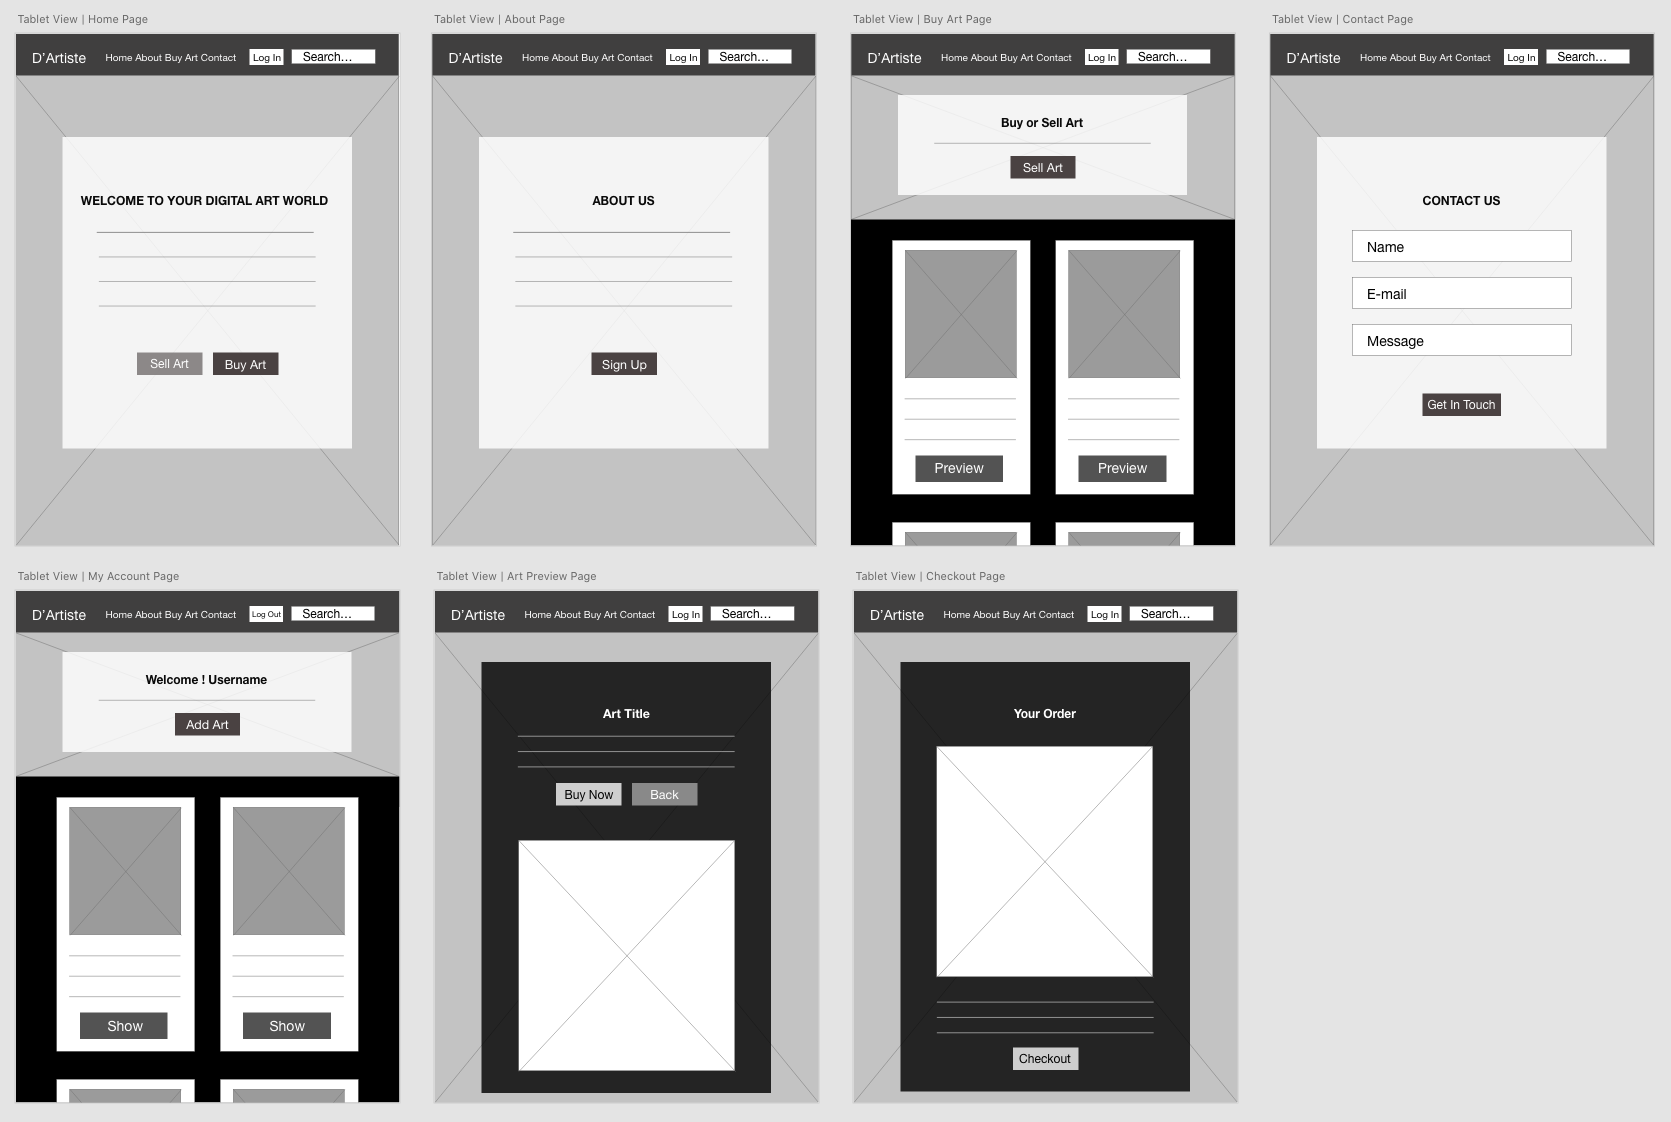 Tablet View | Home Page
D'Artiste Home About Buy Art Contact Log In Search...
WELCOME TO YOUR DIGITAL ART WORLD
Sell Art Buy Art
Tablet View | About Page
D'Artiste Home About Buy Art Contact Log In Search...
ABOUT US
Sign Up
Tablet View | Buy Art Page
D'Artiste Home About Buy Art Contact Log In Search...
Buy or Sell Art
Sell Art
Preview Preview
Tablet View | Contact Page
D'Artiste Home About Buy Art Contact Log In Search...
CONTACT US
Name
E-mail
Message
Get In Touch
Tablet View | My Account Page
D'Artiste Home About Buy Art Contact Log Out Search...
Welcome ! Username
Add Art
Show Show
Tablet View | Art Preview Page
D'Artiste Home About Buy Art Contact Log In Search...
Art Title
Buy Now Back
Tablet View | Checkout Page
D'Artiste Home About Buy Art Contact Log In Search...
Your Order
Checkout